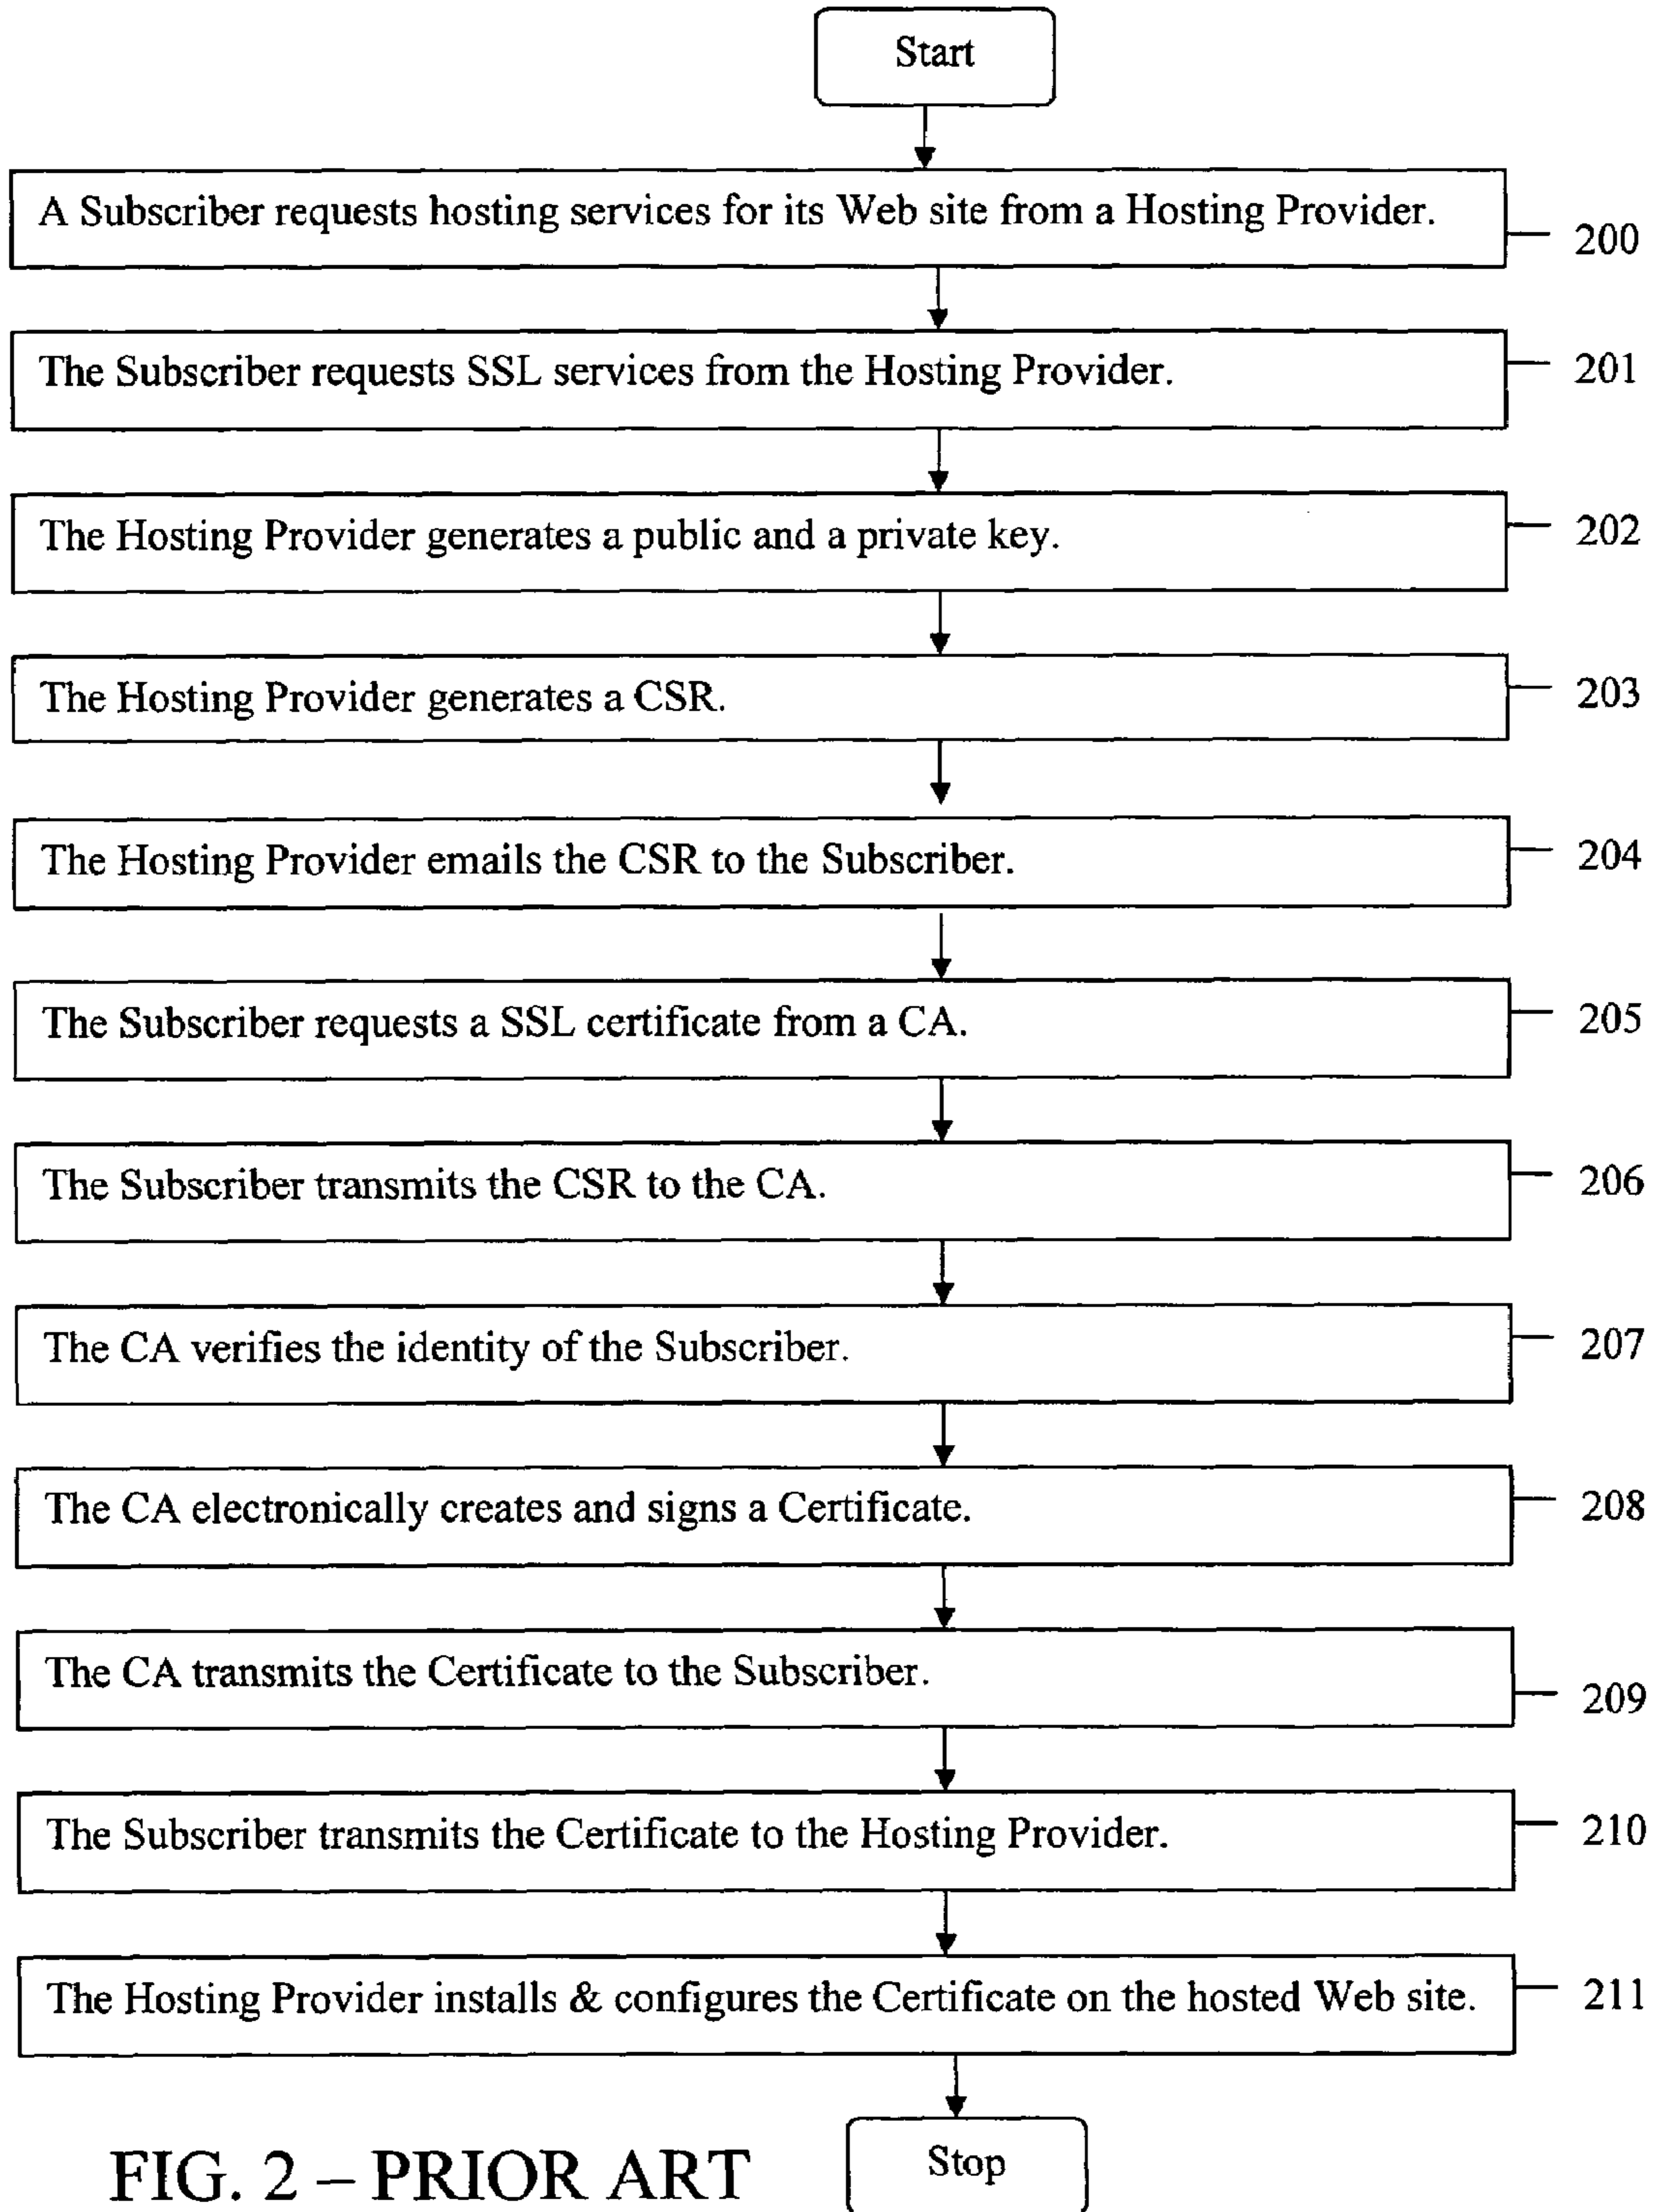 Start
A Subscriber requests hosting services for its Web site from a Hosting Provider.
200
The Subscriber requests SSL services from the Hosting Provider.
201
The Hosting Provider generates a public and a private key.
202
The Hosting Provider generates a CSR.
203
The Hosting Provider emails the CSR to the Subscriber.
204
The Subscriber requests a SSL certificate from a CA.
205
The Subscriber transmits the CSR to the CA.
206
The CA verifies the identity of the Subscriber.
207
The CA electronically creates and signs a Certificate.
208
The CA transmits the Certificate to the Subscriber.
209
The Subscriber transmits the Certificate to the Hosting Provider.
210
The Hosting Provider installs & configures the Certificate on the hosted Web site.
211
Stop
FIG. 2 – PRIOR ART